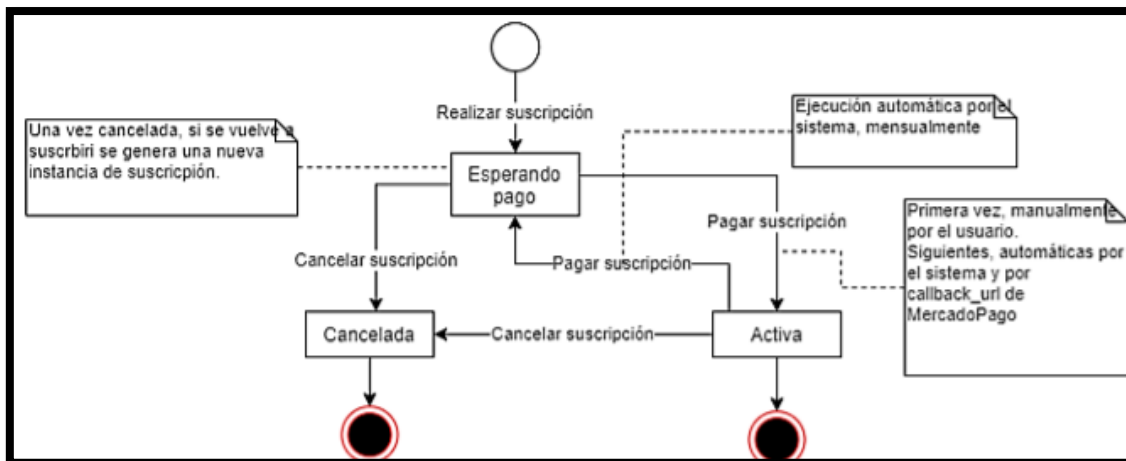 Realizar suscripción
Ejecución automática por el
sistema, mensualmente
Una vez cancelada, si se vuelve a
suscrbiri se genera una nueva
instancia de suscricpión.
Esperando
pago
Primera vez, manualmente
por el usuario.
Siguientes, automáticas por
el sistema y por
callback_url de
MercadoPago
Pagar suscripción
Cancelar suscripción
Pagar suscripción
Cancelada
Cancelar suscripción
Activa